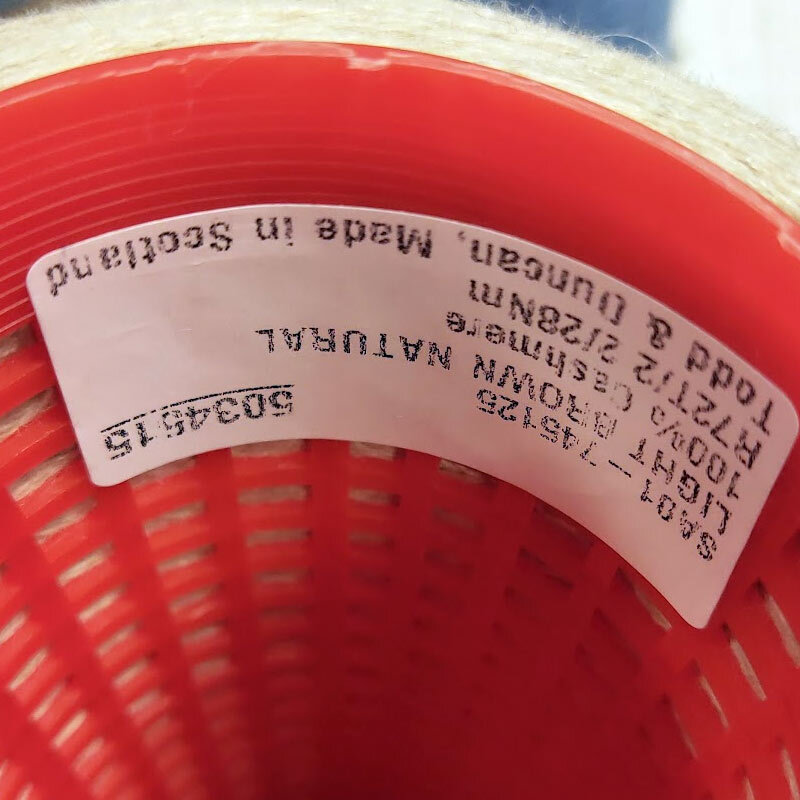 SA01-745125 5034515
LIGHT BROWN NATURAL
100% Cashmere
R72T/2 2/28Nm
Todd & Duncan, Made in Scotland